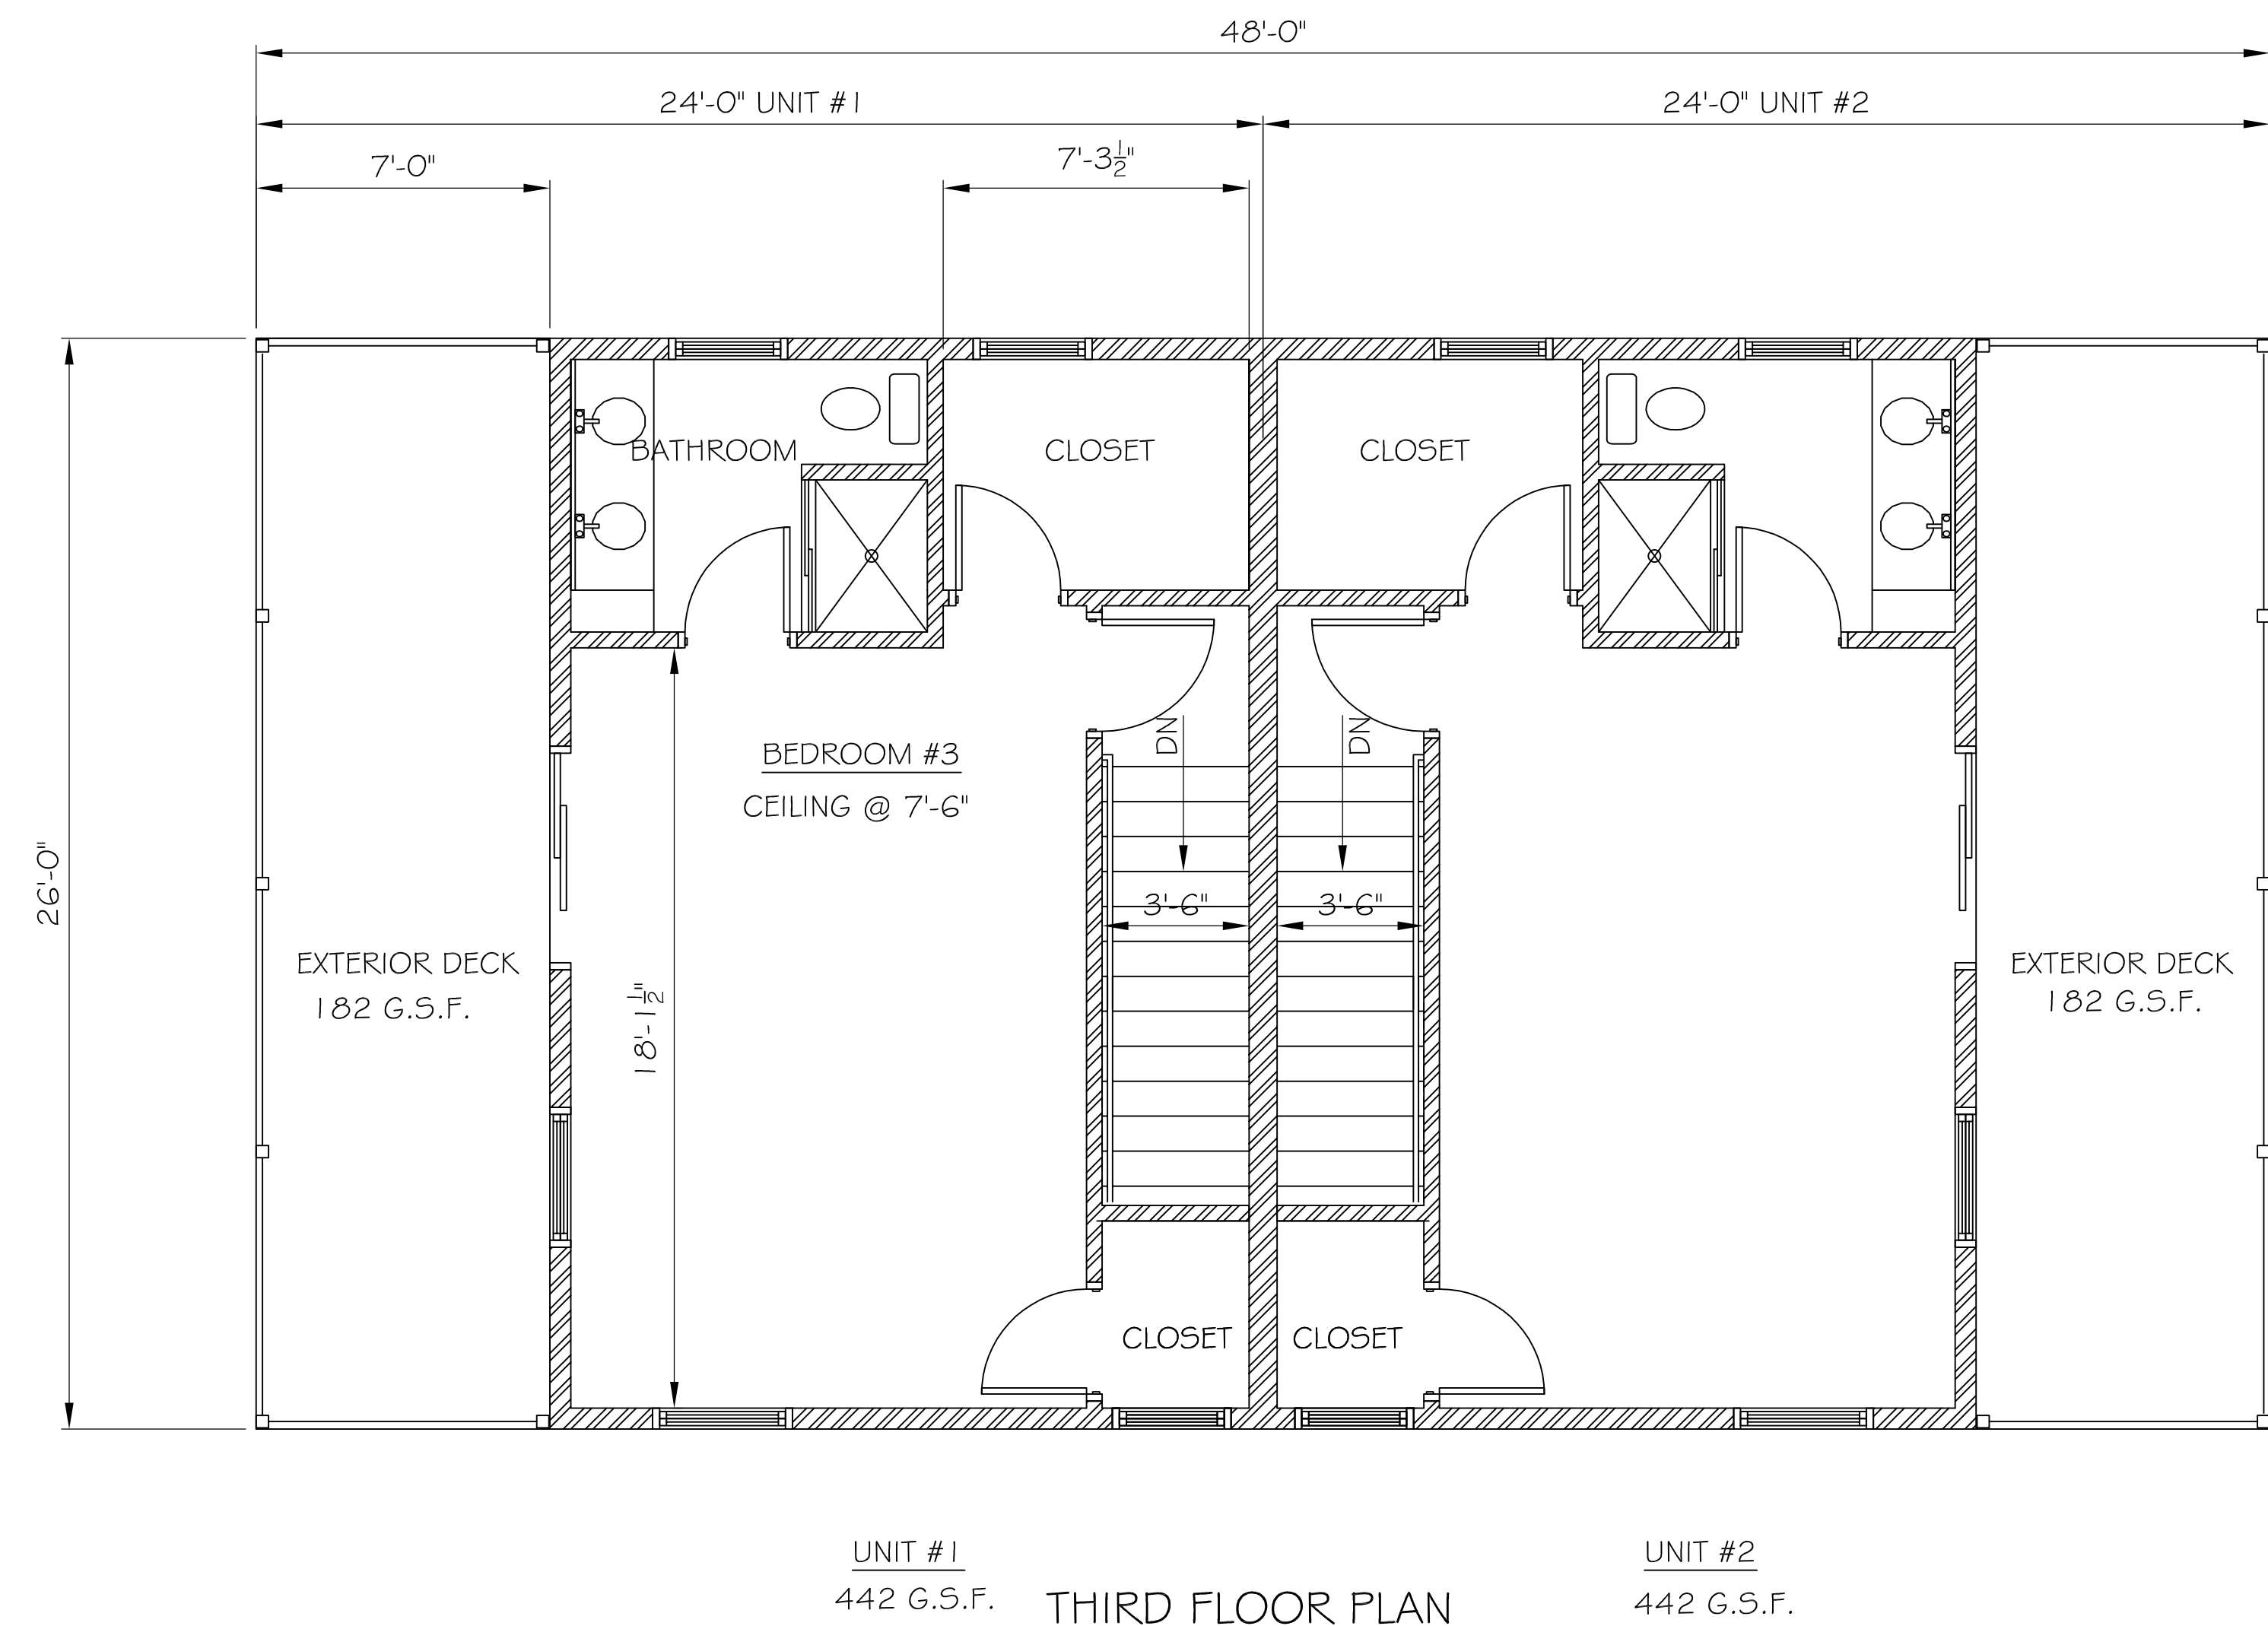 48'-0"
24'-0" UNIT #1
24'-0" UNIT #2
7'-0"
7'-3½"
BATHROOM
CLOSET
CLOSET
DN
DN
BEDROOM #3
CEILING @ 7'-6"
26'-0"
3'-6"
3'-6"
EXTERIOR DECK
182 G.S.F.
18'-1½"
EXTERIOR DECK
182 G.S.F.
CLOSET
CLOSET
UNIT #1
442 G.S.F.
UNIT #2
442 G.S.F.
THIRD FLOOR PLAN